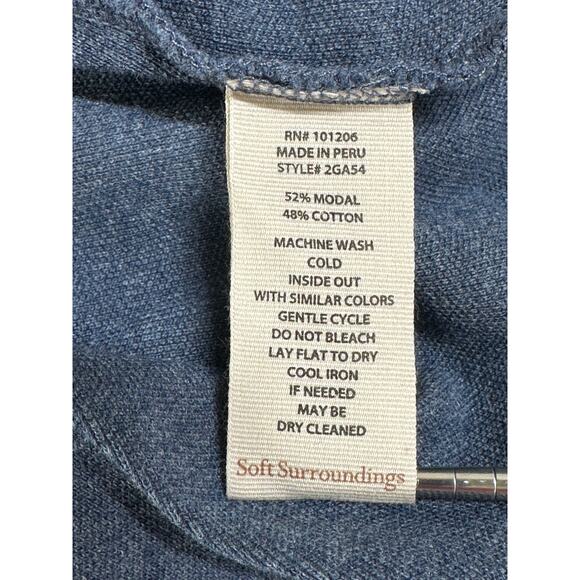 RN# 101206
MADE IN PERU
STYLE# 2GA54
52% MODAL
48% COTTON
MACHINE WASH
COLD
INSIDE OUT
WITH SIMILAR COLORS
GENTLE CYCLE
DO NOT BLEACH
LAY FLAT TO DRY
COOL IRON
IF NEEDED
MAY BE
DRY CLEANED
Soft Surroundings